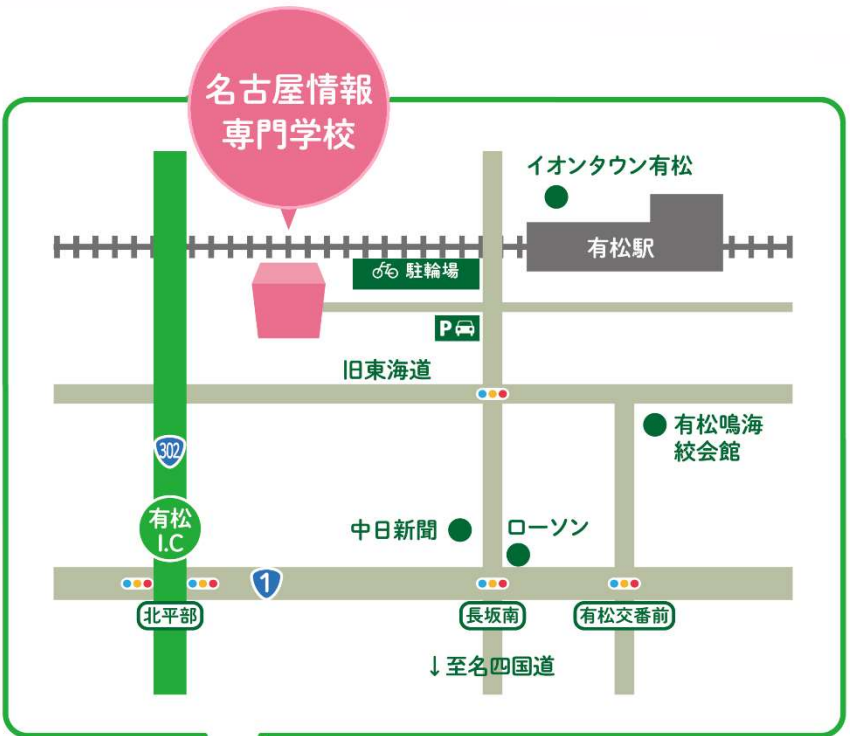 名古屋情報
専門学校
イオンタウン有松
有松駅
駐輪場
P
旧東海道
有松鳴海
絞会館
302
有松
I.C
中日新聞
ローソン
1
北平部
長坂南
有松交番前
↓至名四国道